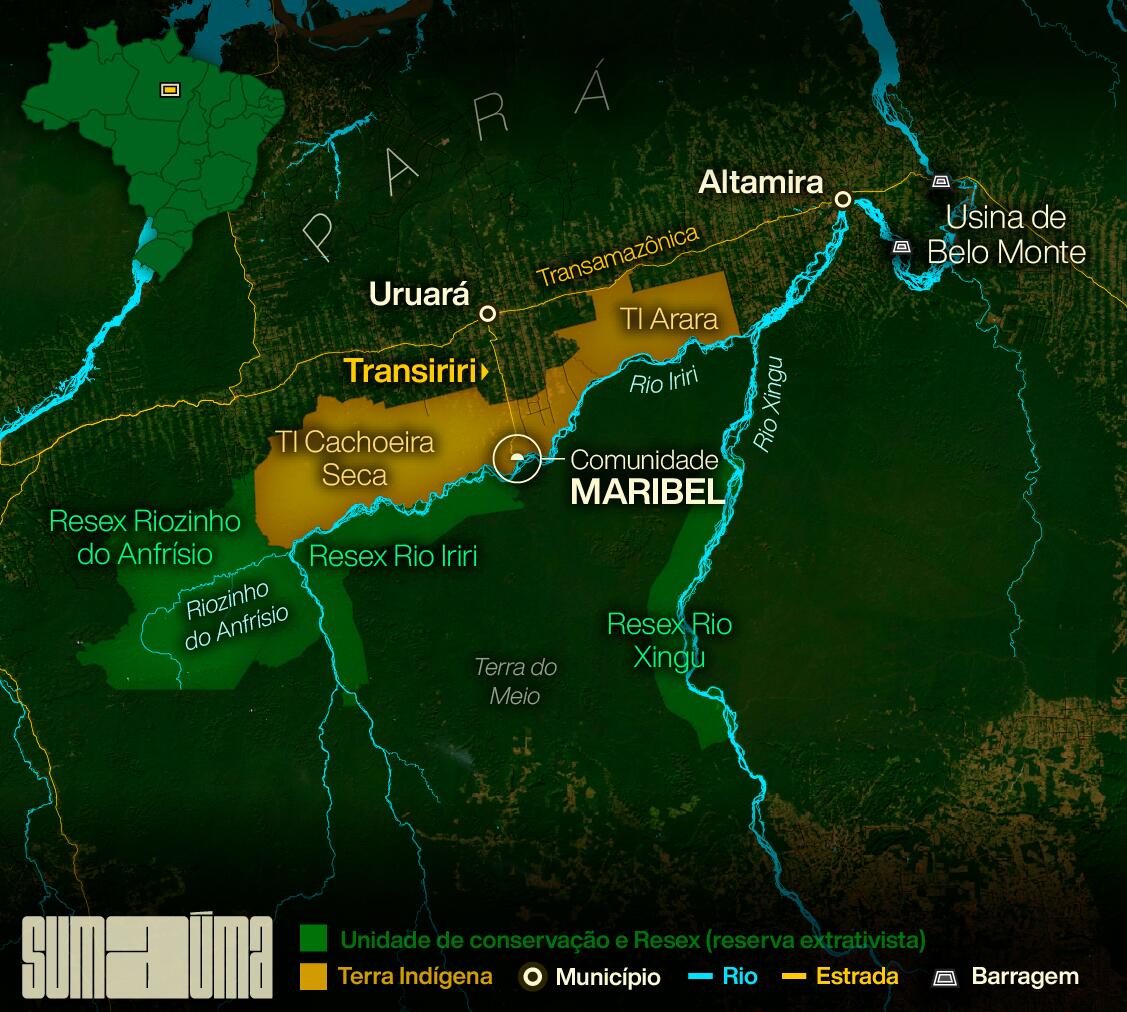 PARÁ
Altamira
Usina de
Belo Monte
Transamazônica
Uruará
TI Arara
Transiriri
Rio Iriri
Rio Xingu
TI Cachoeira
Seca
Comunidade
MARIBEL
Resex Riozinho
do Anfrísio
Resex Rio Iriri
Riozinho
do Anfrísio
Resex Rio
Xingu
Terra do
Meio
SUMAÚMA
Unidade de conservação e Resex (reserva extrativista)
Terra Indígena
Município
Rio
Estrada
Barragem